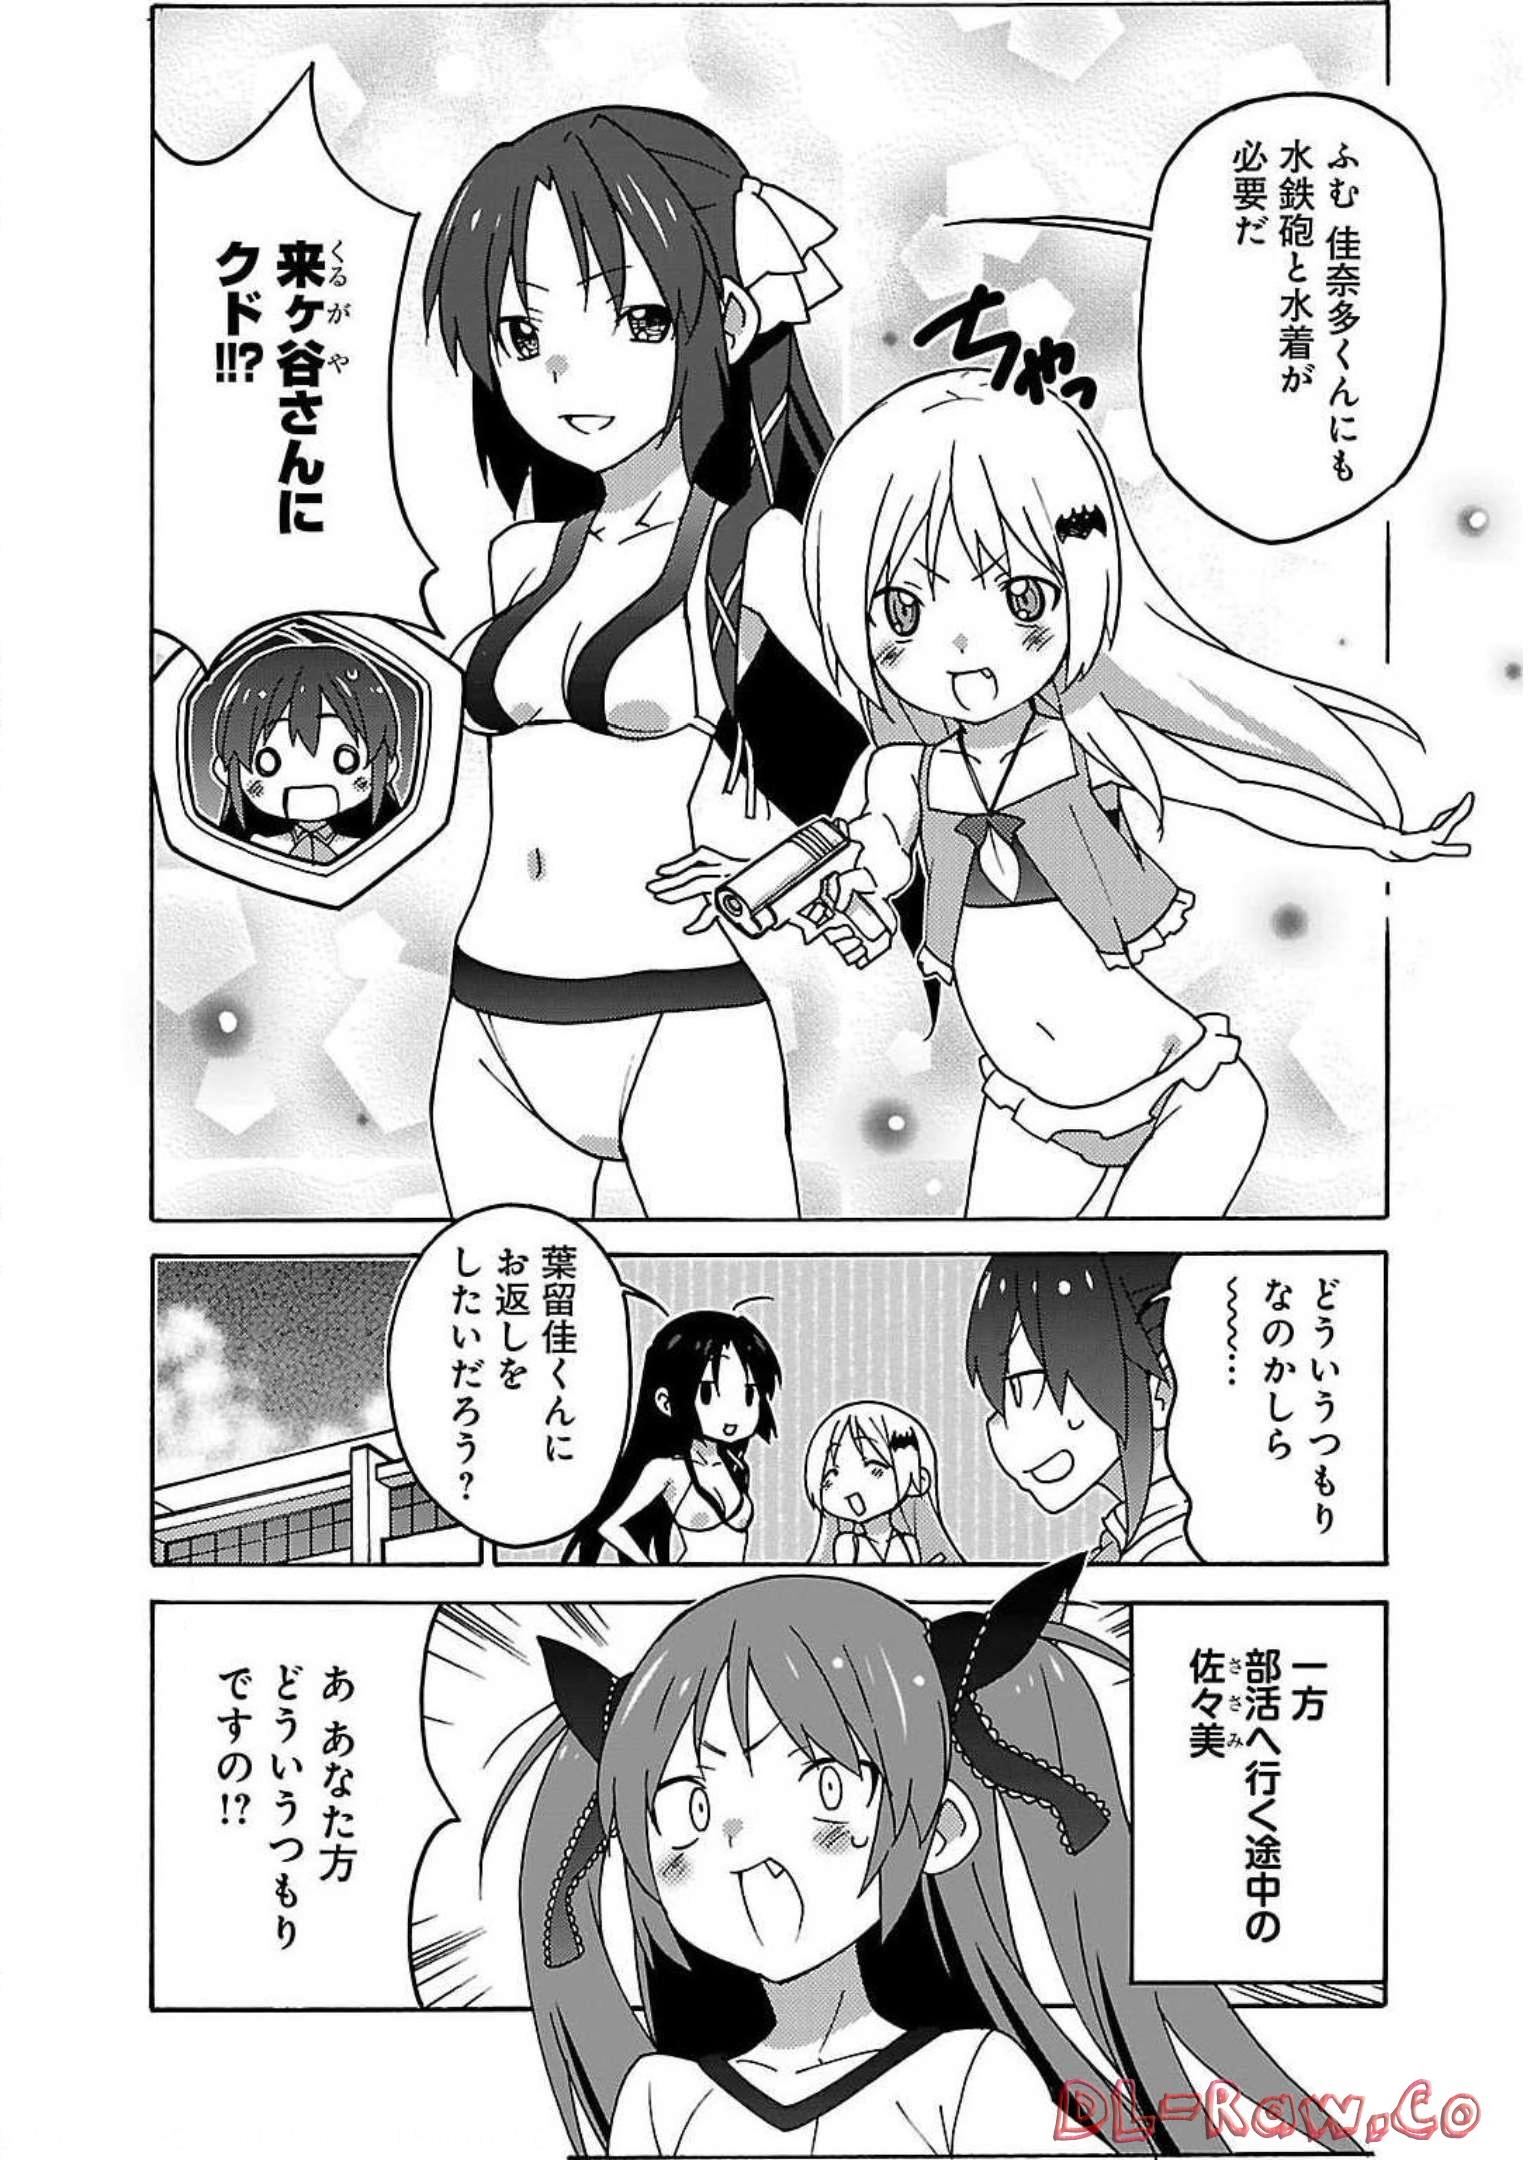 ふむ 佳奈多くんにも
水鉄砲と水着が
必要だ
ちゃっ
来ヶ谷さんに
くるがや
クド!!?
どういうつもり
なのかしら
～～～…
葉留佳くんに
お返しを
したいだろう?
一方
部活へ行く途中の
佐々美
ささみ
あ あなた方
どういうつもり
ですの!?
DL-Raw.Co